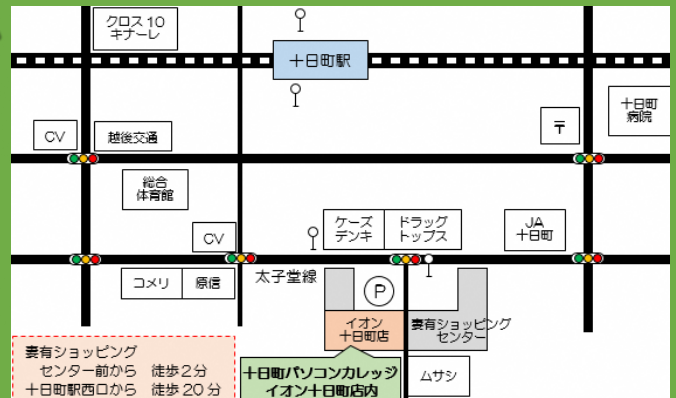 クロス10
キナーレ
十日町駅
十日町
病院
〒
CV
越後交通
総合
体育館
CV
ケーズ
デンキ
ドラッグ
トップス
JA
十日町
コメリ
原信
太子堂線
P
イオン
十日町店
妻有ショッピング
センター
妻有ショッピング
センター前から 徒歩2分
十日町駅西口から 徒歩20分
十日町パソコンカレッジ
イオン十日町店内
ムサシ